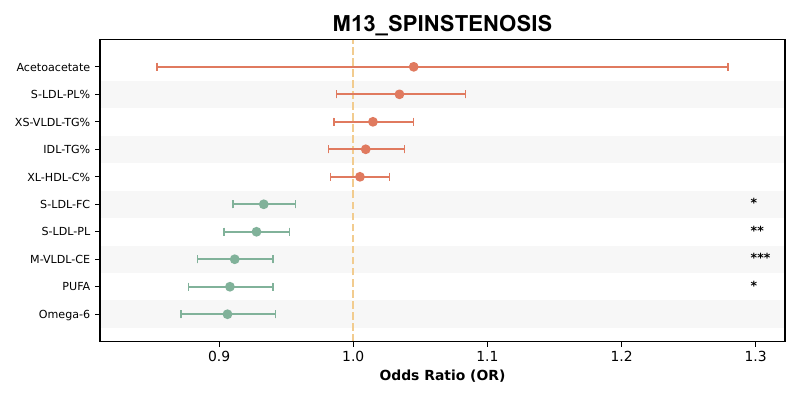 M13_SPINSTENOSIS
Acetoacetate
S-LDL-PL%
XS-VLDL-TG%
IDL-TG%
XL-HDL-C%
S-LDL-FC *
S-LDL-PL **
M-VLDL-CE ***
PUFA *
Omega-6
0.9 1.0 1.1 1.2 1.3
Odds Ratio (OR)